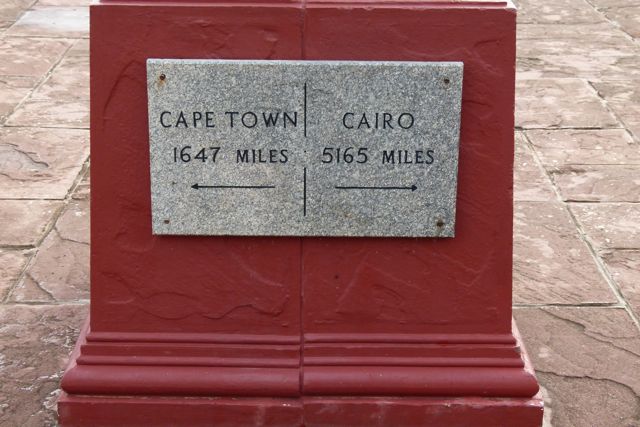 CAPE TOWN
1647 MILES
CAIRO
5165 MILES